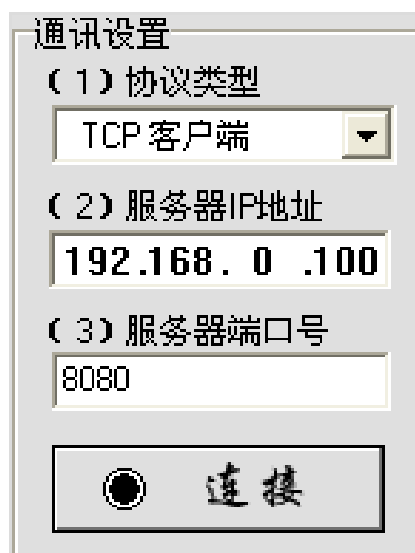 通讯设置
（1）协议类型
TCP 客户端
（2）服务器IP地址
192.168. 0 .100
（3）服务器端口号
8080
连接